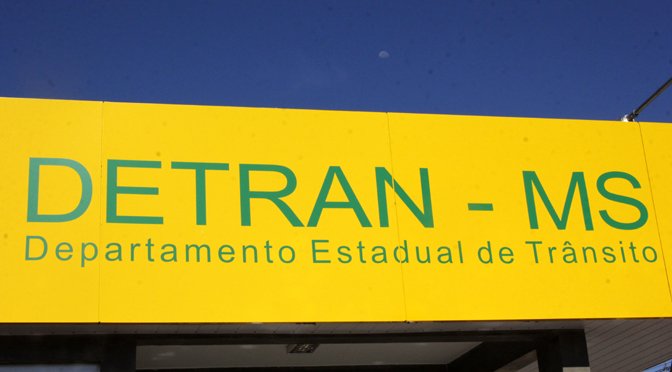 DETRAN - MS
Departamento Estadual de Trânsito